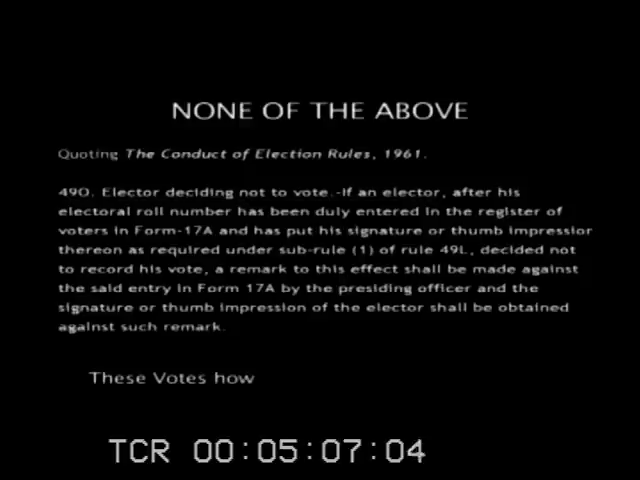 NONE OF THE ABOVE
Quoting The Conduct of Election Rules, 1961.
49O. Elector deciding not to vote.-If an elector, after his
electoral roll number has been duly entered in the register of
voters in Form-17A and has put his signature or thumb impression
thereon as required under sub-rule (1) of rule 49L, decided not
to record his vote, a remark to this effect shall be made against
the said entry in Form 17A by the presiding officer and the
signature or thumb impression of the elector shall be obtained
against such remark.
These Votes how
TCR 00:05:07:04